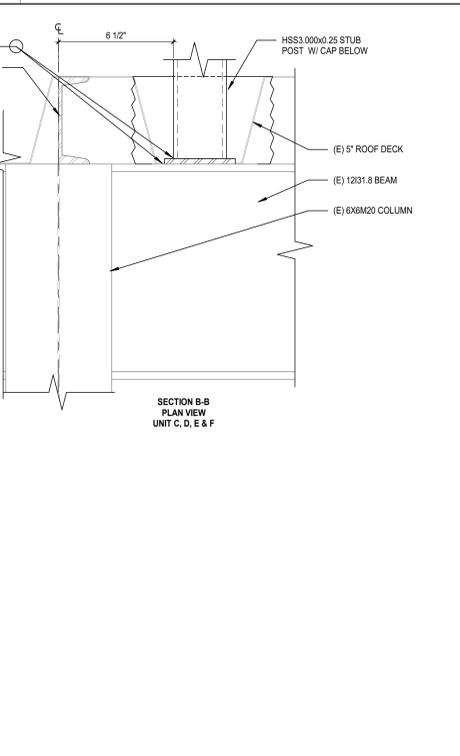 ℄
6 1/2"
HSS3.000x0.25 STUB
POST W/ CAP BELOW
(E) 5" ROOF DECK
(E) 12I31.8 BEAM
(E) 6X6M20 COLUMN
SECTION B-B
PLAN VIEW
UNIT C, D, E & F